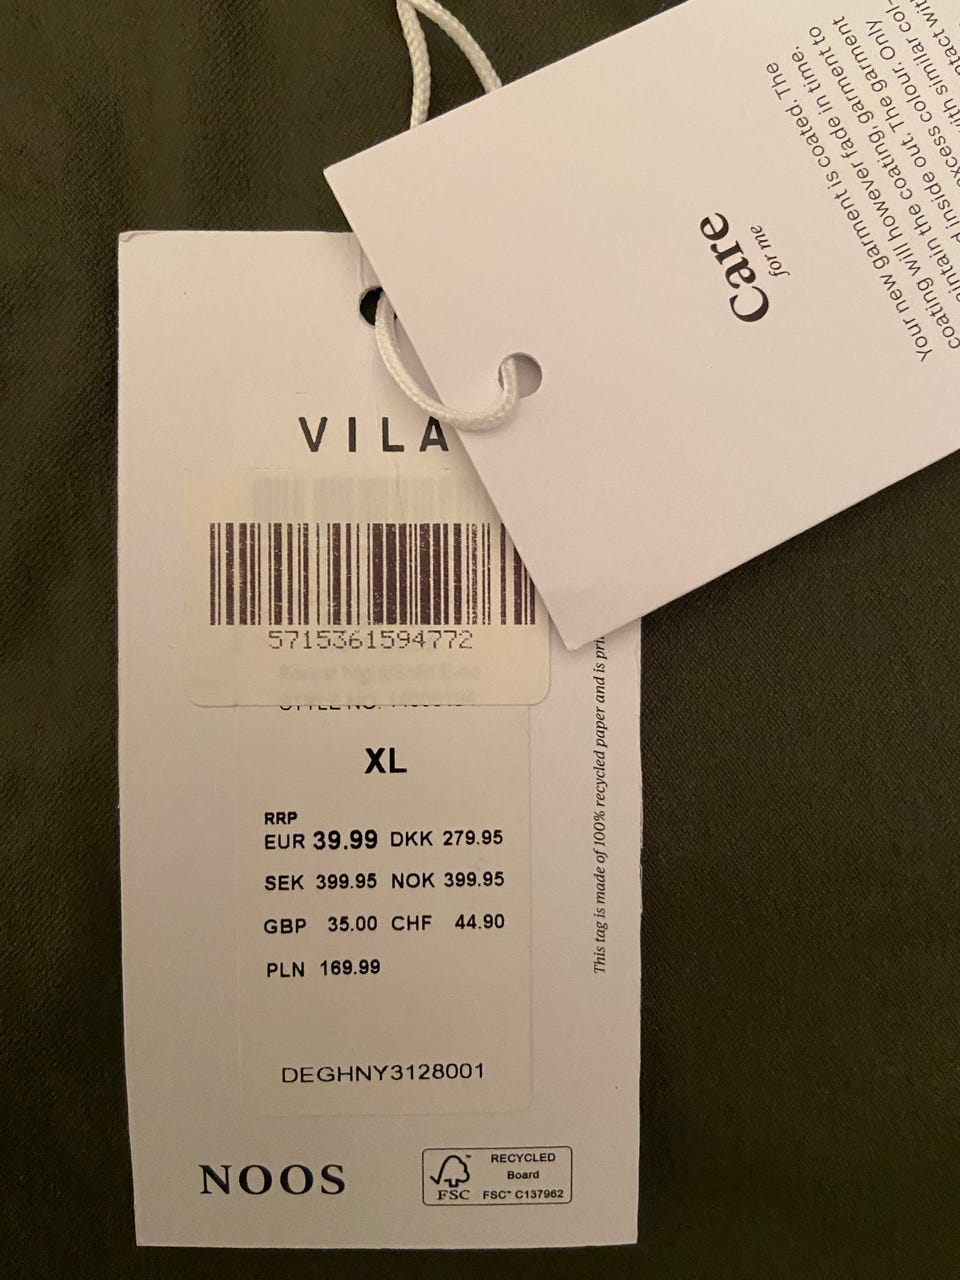 Care
for me
Your new garment is coated. The
coating will however fade in time.
maintain the coating, garment to
inside out. The garment
excess colour. Only
with similar col-
VILA
5715361594772
STYLE NO.
XL
RRP
EUR 39.99 DKK 279.95
SEK 399.95 NOK 399.95
GBP 35.00 CHF 44.90
PLN 169.99
DEGHNY3128001
NOOS
FSC
RECYCLED
Board
FSC™ C137962
This tag is made of 100% recycled paper and is pri